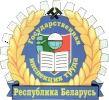 Государственная инспекция труда
Республика Беларусь